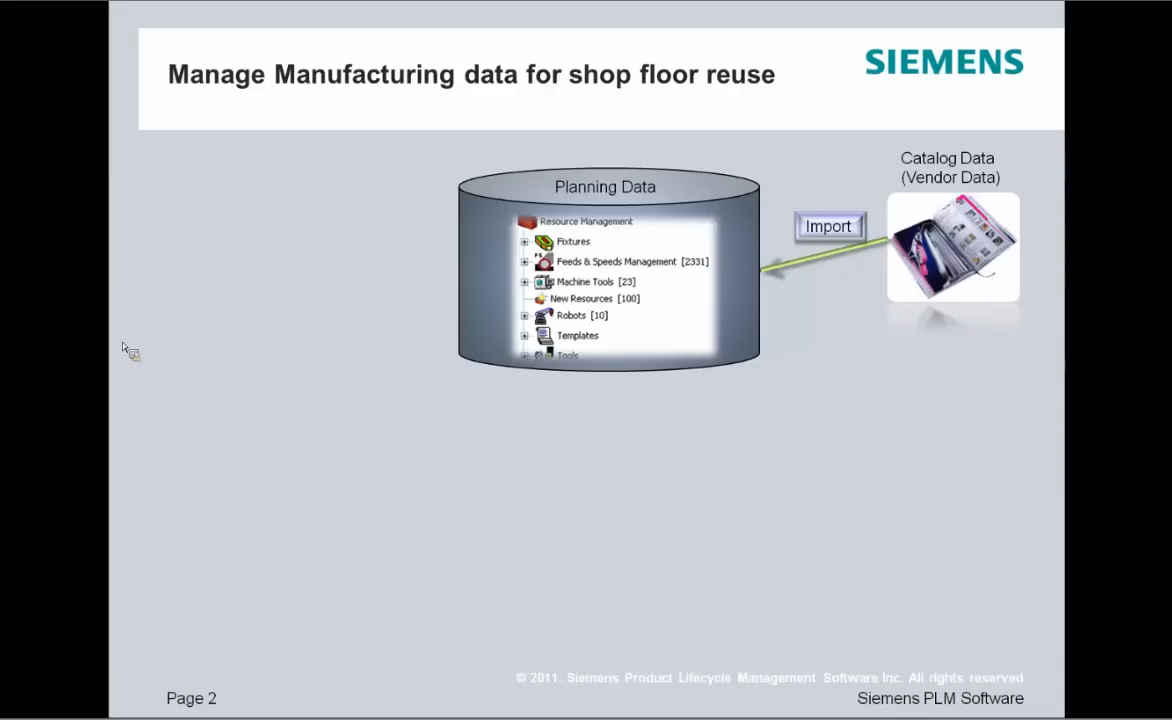 Manage Manufacturing data for shop floor reuse
SIEMENS
Catalog Data
(Vendor Data)
Planning Data
Import
Resource Management
Fixtures
FS
Feeds & Speeds Management [2331]
Machine Tools [23]
New Resources [100]
Robots [10]
Templates
Tools
© 2011. Siemens Product Lifecycle Management Software Inc. All rights reserved
Page 2
Siemens PLM Software